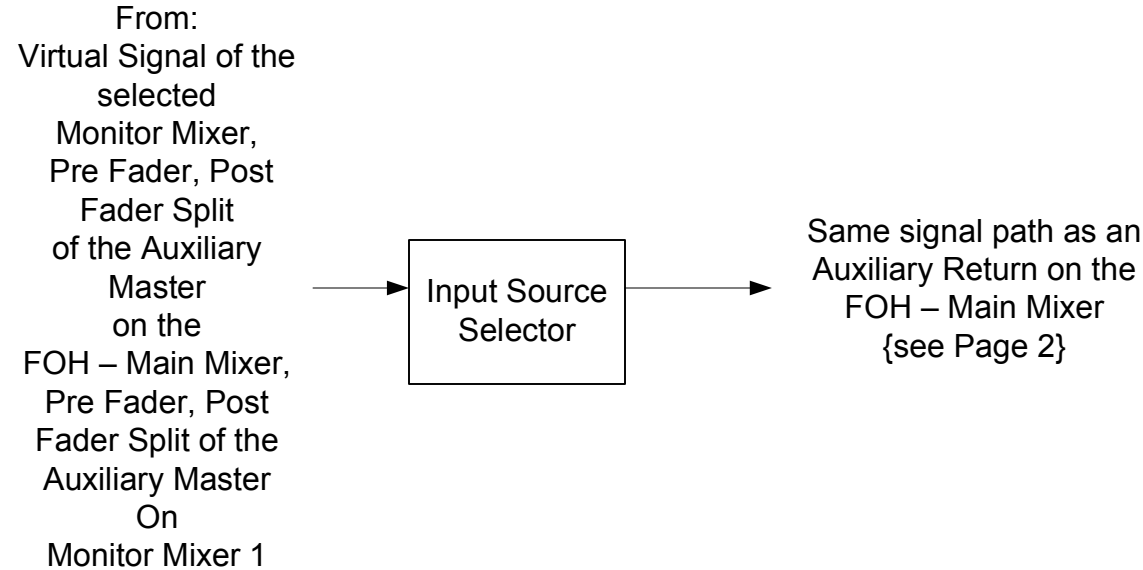 From:
Virtual Signal of the
selected
Monitor Mixer,
Pre Fader, Post
Fader Split
of the Auxiliary
Master
on the
FOH – Main Mixer,
Pre Fader, Post
Fader Split of the
Auxiliary Master
On
Monitor Mixer 1
Input Source
Selector
Same signal path as an
Auxiliary Return on the
FOH – Main Mixer
{see Page 2}